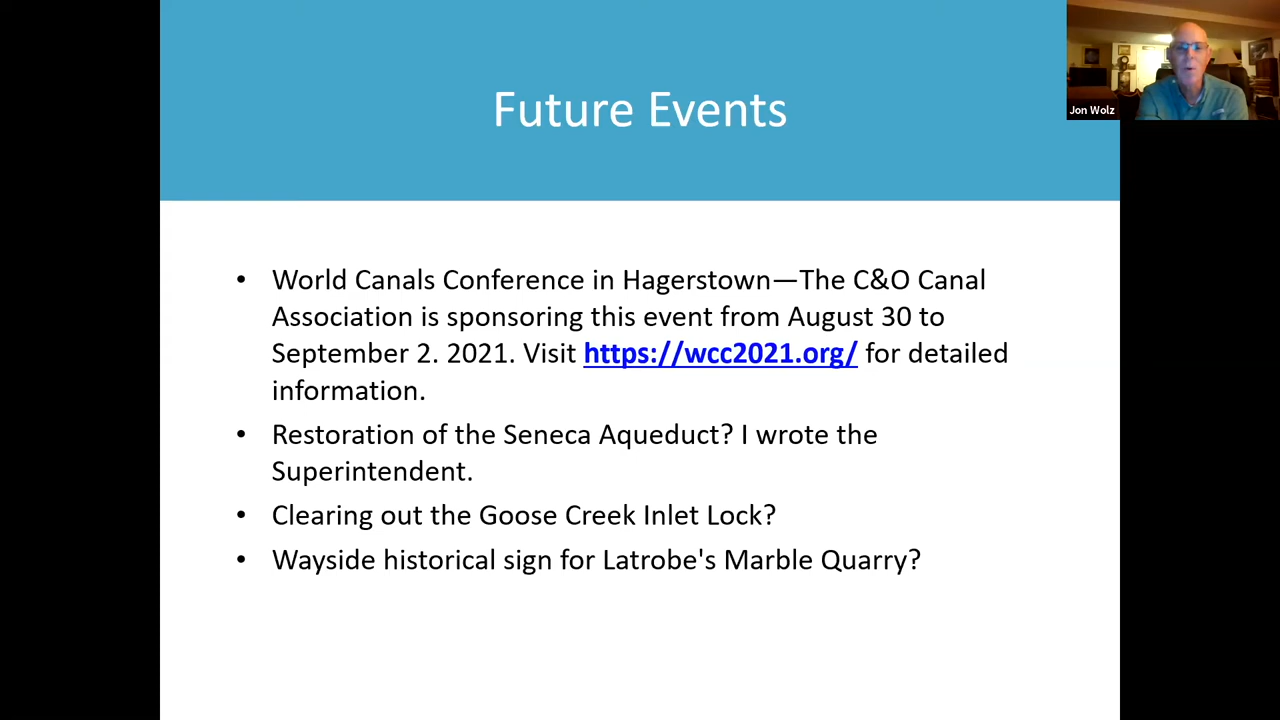 Future Events
Jon Wolz
• World Canals Conference in Hagerstown—The C&O Canal
Association is sponsoring this event from August 30 to
September 2. 2021. Visit https://wcc2021.org/ for detailed
information.
• Restoration of the Seneca Aqueduct? I wrote the
Superintendent.
• Clearing out the Goose Creek Inlet Lock?
• Wayside historical sign for Latrobe's Marble Quarry?